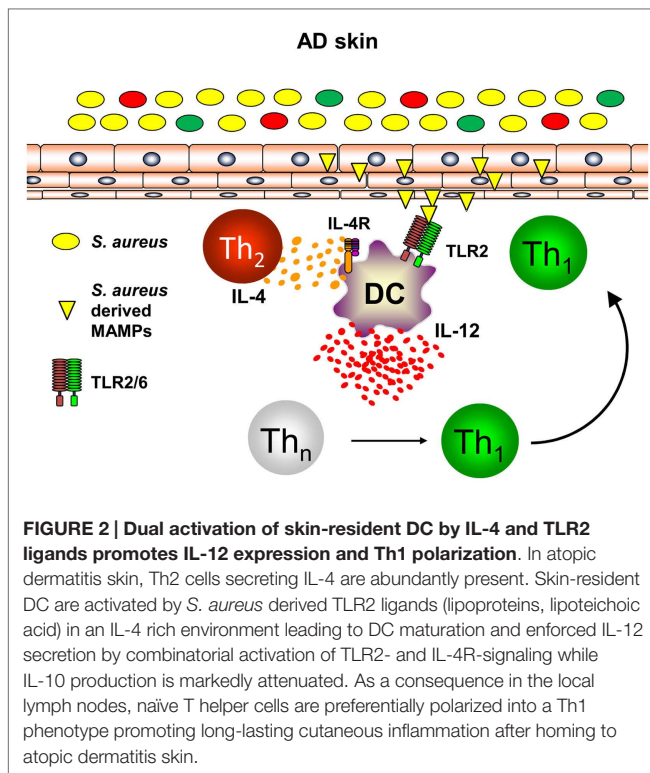 AD skin
IL-4R
Th2
TLR2
Th1
S. aureus
IL-4
DC
S. aureus
derived
MAMPs
IL-12
TLR2/6
Thn
Th1
FIGURE 2 | Dual activation of skin-resident DC by IL-4 and TLR2
ligands promotes IL-12 expression and Th1 polarization. In atopic
dermatitis skin, Th2 cells secreting IL-4 are abundantly present. Skin-resident
DC are activated by S. aureus derived TLR2 ligands (lipoproteins, lipoteichoic
acid) in an IL-4 rich environment leading to DC maturation and enforced IL-12
secretion by combinatorial activation of TLR2- and IL-4R-signaling while
IL-10 production is markedly attenuated. As a consequence in the local
lymph nodes, naïve T helper cells are preferentially polarized into a Th1
phenotype promoting long-lasting cutaneous inflammation after homing to
atopic dermatitis skin.